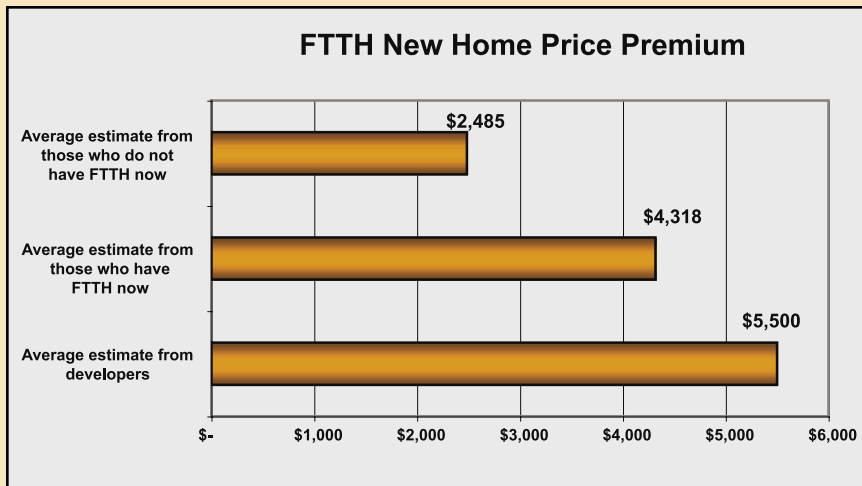 FTTH New Home Price Premium
Average estimate from
those who do not
have FTTH now
$2,485
Average estimate from
those who have
FTTH now
$4,318
Average estimate from
developers
$5,500
$-
$1,000
$2,000
$3,000
$4,000
$5,000
$6,000